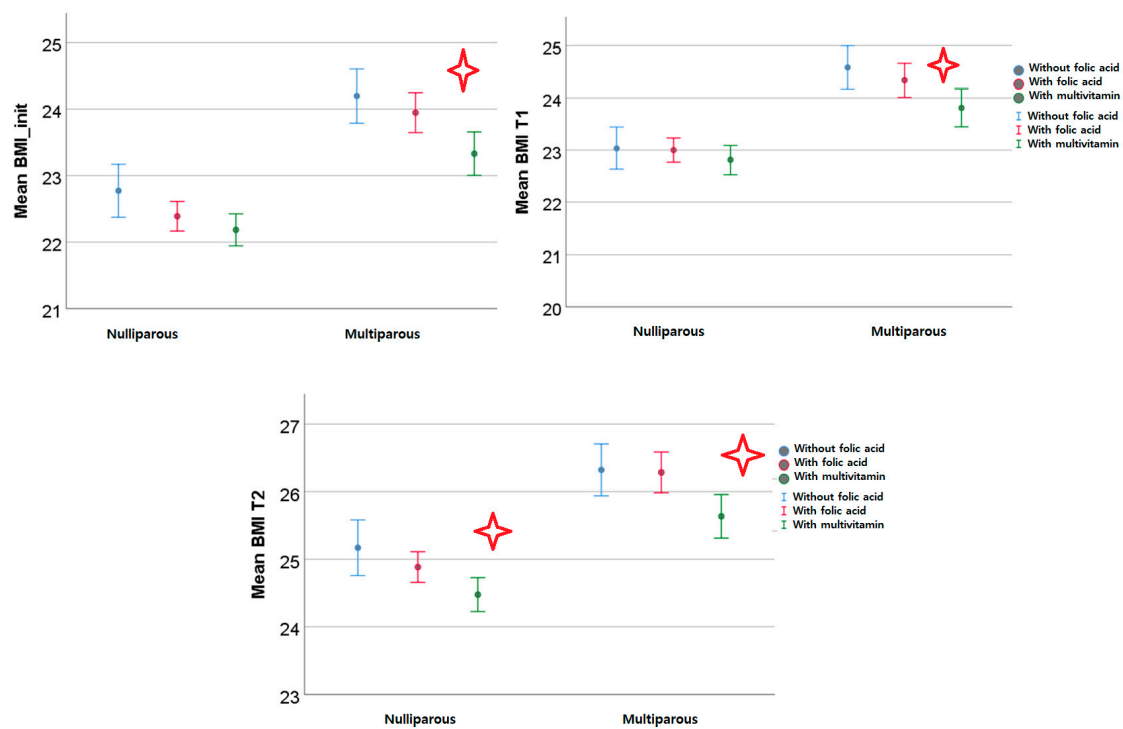 Mean BMI_init
25
24
23
22
21
Nulliparous
Multiparous
Mean BMI T1
25
24
23
22
21
20
Nulliparous
Multiparous
Without folic acid
With folic acid
With multivitamin
Without folic acid
With folic acid
With multivitamin
Mean BMI T2
27
26
25
24
23
Nulliparous
Multiparous
Without folic acid
With folic acid
With multivitamin
Without folic acid
With folic acid
With multivitamin